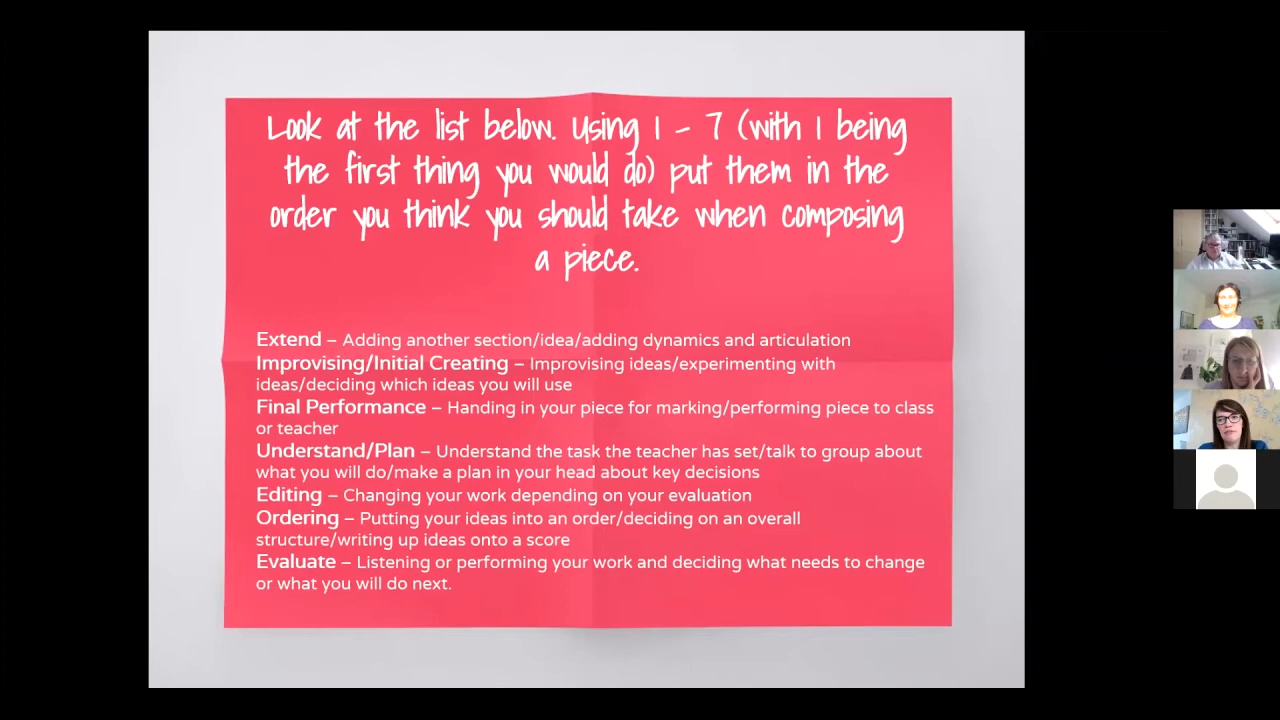 Look at the list below. Using 1 - 7 (with 1 being
the first thing you would do) put them in the
order you think you should take when composing
a piece.
Extend – Adding another section/idea/adding dynamics and articulation
Improvising/Initial Creating – Improvising ideas/experimenting with
ideas/deciding which ideas you will use
Final Performance – Handing in your piece for marking/performing piece to class
or teacher
Understand/Plan – Understand the task the teacher has set/talk to group about
what you will do/make a plan in your head about key decisions
Editing – Changing your work depending on your evaluation
Ordering – Putting your ideas into an order/deciding on an overall
structure/writing up ideas onto a score
Evaluate – Listening or performing your work and deciding what needs to change
or what you will do next.